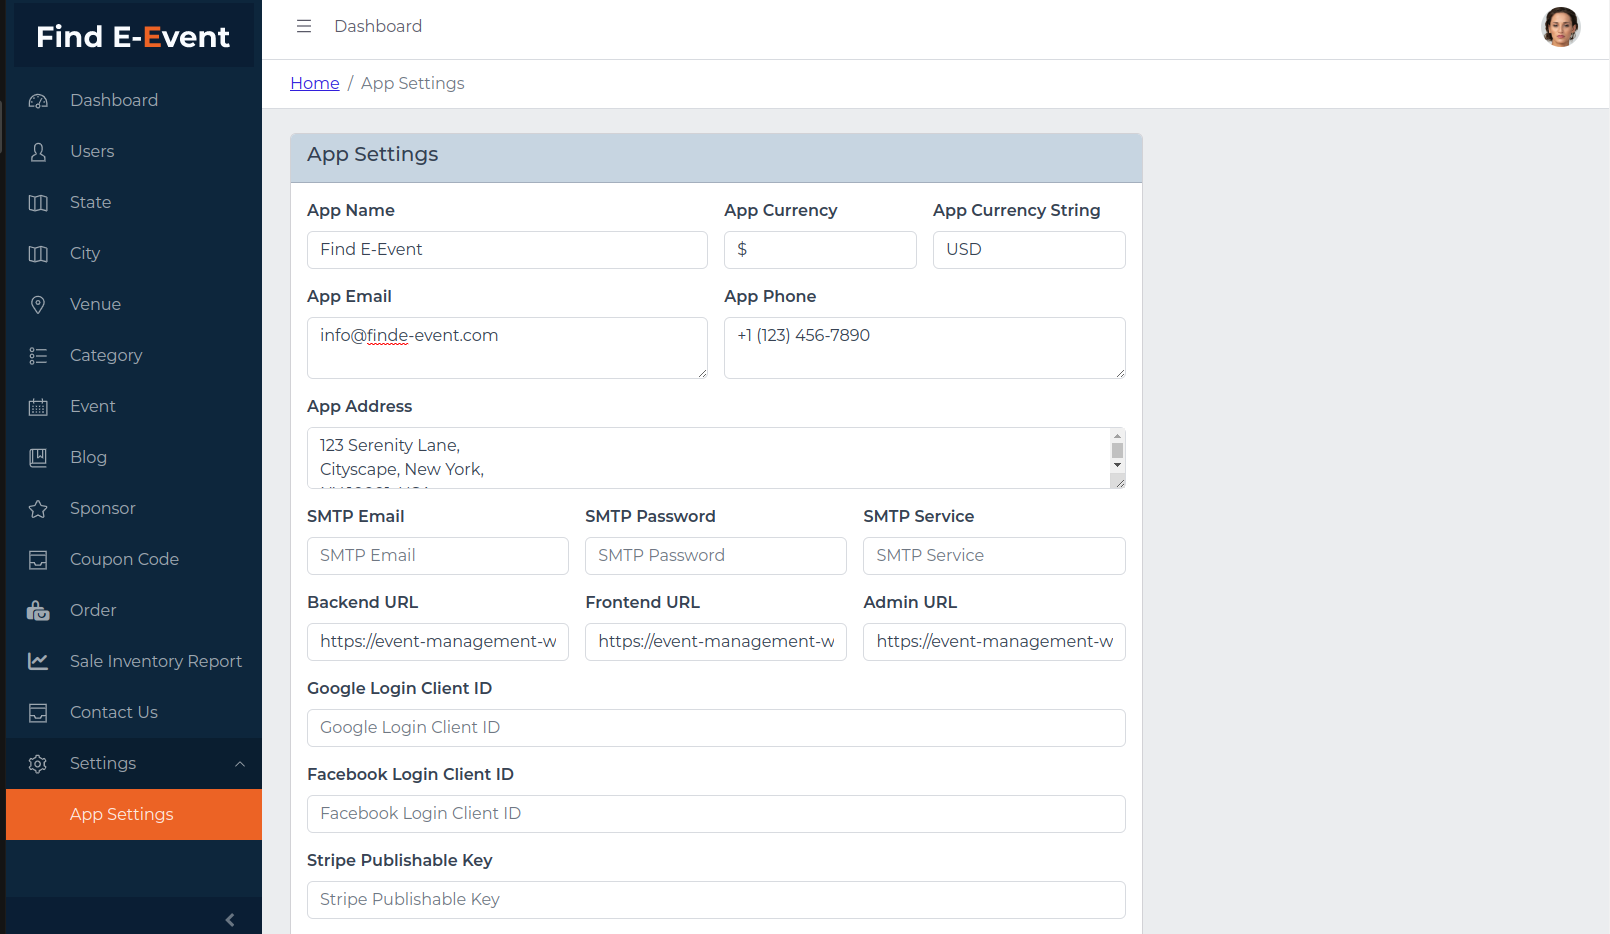 Find E-Event
Dashboard
Users
State
City
Venue
Category
Event
Blog
Sponsor
Coupon Code
Order
Sale Inventory Report
Contact Us
Settings
App Settings
Dashboard
Home / App Settings
App Settings
App Name
App Currency
App Currency String
Find E-Event
$
USD
App Email
App Phone
info@finde-event.com
+1 (123) 456-7890
App Address
123 Serenity Lane,
Cityscape, New York,
SMTP Email
SMTP Password
SMTP Service
SMTP Email
SMTP Password
SMTP Service
Backend URL
Frontend URL
Admin URL
https://event-management-w
https://event-management-w
https://event-management-w
Google Login Client ID
Google Login Client ID
Facebook Login Client ID
Facebook Login Client ID
Stripe Publishable Key
Stripe Publishable Key